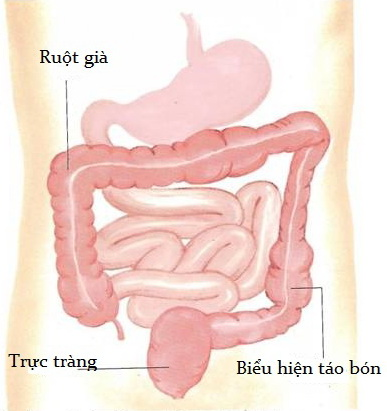 Ruột già
Trực tràng
Biểu hiện táo bón